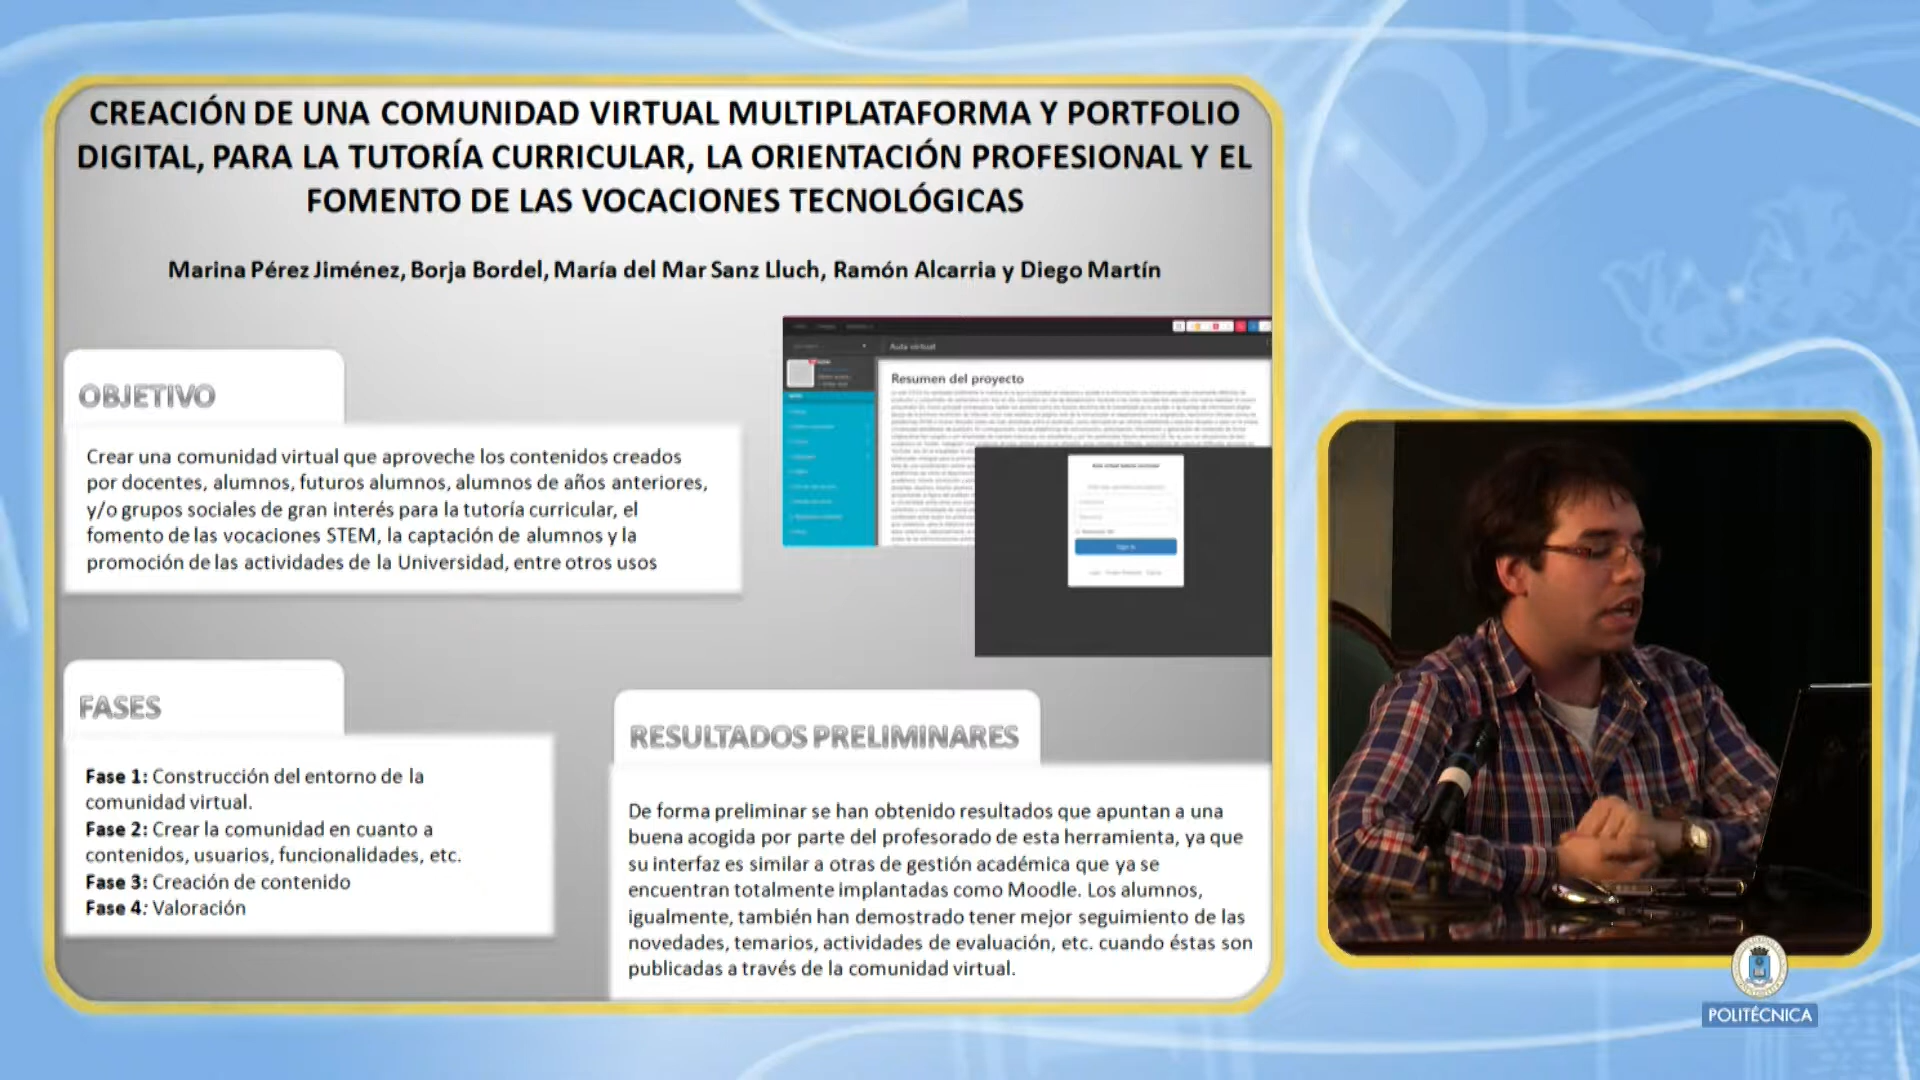 CREACIÓN DE UNA COMUNIDAD VIRTUAL MULTIPLATAFORMA Y PORTFOLIO
DIGITAL, PARA LA TUTORÍA CURRICULAR, LA ORIENTACIÓN PROFESIONAL Y EL
FOMENTO DE LAS VOCACIONES TECNOLÓGICAS
Marina Pérez Jiménez, Borja Bordel, María del Mar Sanz Lluch, Ramón Alcarria y Diego Martín
OBJETIVO
Crear una comunidad virtual que aproveche los contenidos creados
por docentes, alumnos, futuros alumnos, alumnos de años anteriores,
y/o grupos sociales de gran interés para la tutoría curricular, el
fomento de las vocaciones STEM, la captación de alumnos y la
promoción de las actividades de la Universidad, entre otros usos
Aula virtual
Resumen del proyecto
Sign in
FASES
Fase 1: Construcción del entorno de la
comunidad virtual.
Fase 2: Crear la comunidad en cuanto a
contenidos, usuarios, funcionalidades, etc.
Fase 3: Creación de contenido
Fase 4: Valoración
RESULTADOS PRELIMINARES
De forma preliminar se han obtenido resultados que apuntan a una
buena acogida por parte del profesorado de esta herramienta, ya que
su interfaz es similar a otras de gestión académica que ya se
encuentran totalmente implantadas como Moodle. Los alumnos,
igualmente, también han demostrado tener mejor seguimiento de las
novedades, temarios, actividades de evaluación, etc. cuando éstas son
publicadas a través de la comunidad virtual.
POLITÉCNICA